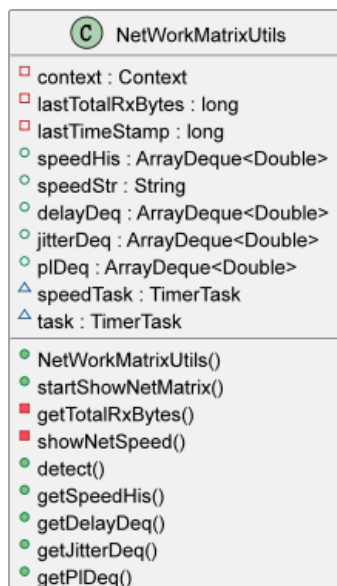 C NetWorkMatrixUtils
context : Context
lastTotalRxBytes : long
lastTimeStamp : long
speedHis : ArrayDeque<Double>
speedStr : String
delayDeq : ArrayDeque<Double>
jitterDeq : ArrayDeque<Double>
plDeq : ArrayDeque<Double>
speedTask : TimerTask
task : TimerTask
NetWorkMatrixUtils()
startShowNetMatrix()
getTotalRxBytes()
showNetSpeed()
detect()
getSpeedHis()
getDelayDeq()
getJitterDeq()
getPlDeq()